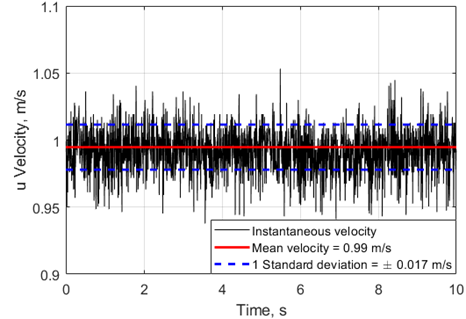 1.1
1.05
1
0.95
0.9
u Velocity, m/s
Instantaneous velocity
Mean velocity = 0.99 m/s
1 Standard deviation = ± 0.017 m/s
0 2 4 6 8 10
Time, s